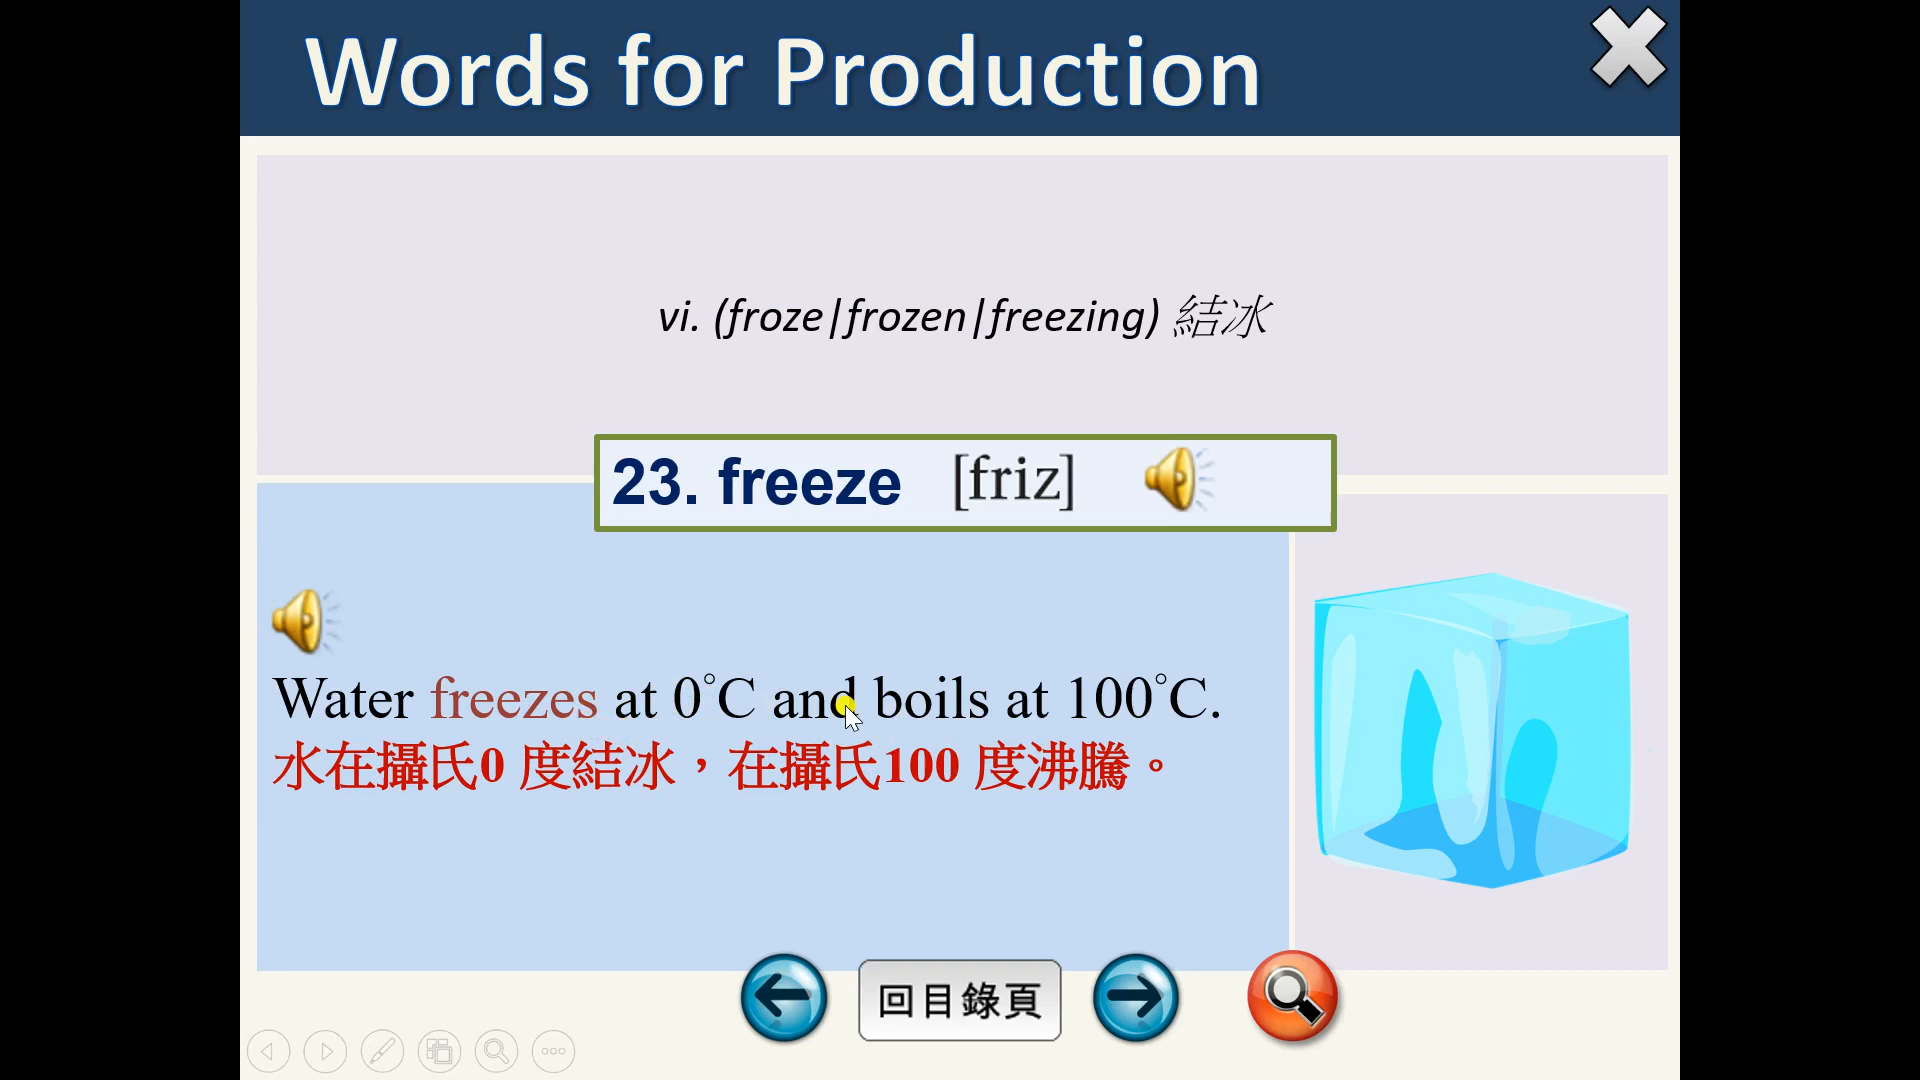 Words for Production
vi. (froze|frozen|freezing) 結冰
23. freeze [friz]
Water freezes at 0°C and boils at 100°C.
水在攝氏0 度結冰，在攝氏100 度沸騰。
回目錄頁